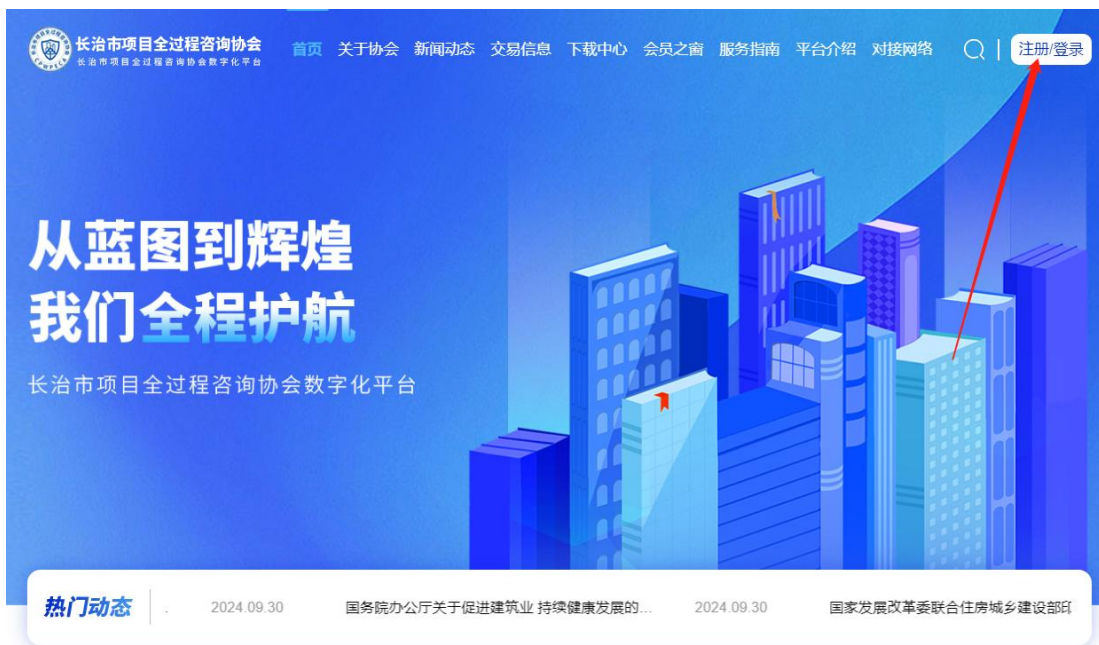 长治市项目全过程咨询协会
长治市项目全过程咨询协会数字化平台
首页 关于协会 新闻动态 交易信息 下载中心 会员之窗 服务指南 平台介绍 对接网络
注册/登录
从蓝图到辉煌
我们全程护航
长治市项目全过程咨询协会数字化平台
热门动态 . 2024.09.30 国务院办公厅关于促进建筑业 持续健康发展的... 2024.09.30 国家发展改革委联合住房城乡建设部印